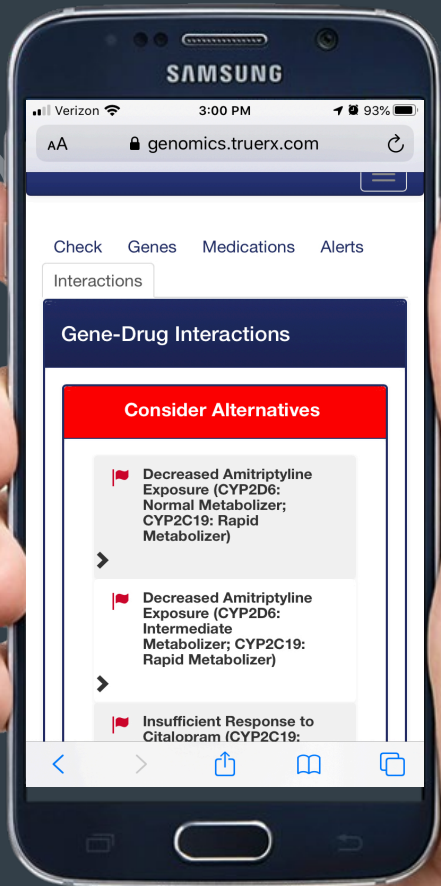 SAMSUNG
Verizon
3:00 PM
93%
AA
genomics.truerx.com
Check Genes Medications Alerts
Interactions
Gene-Drug Interactions
Consider Alternatives
Decreased Amitriptyline
Exposure (CYP2D6:
Normal Metabolizer;
CYP2C19: Rapid
Metabolizer)
Decreased Amitriptyline
Exposure (CYP2D6:
Intermediate
Metabolizer; CYP2C19:
Rapid Metabolizer)
Insufficient Response to
Citalopram (CYP2C19: